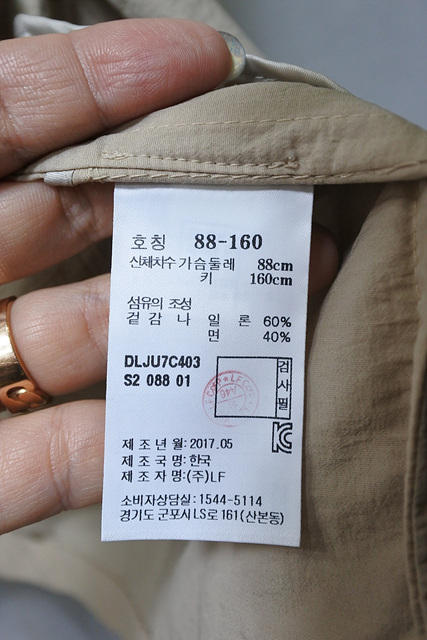 호칭 88-160
신체치수 가슴둘레 88cm
키 160cm
섬유의 조성
겉감 나일론 60%
면 40%
DLJU7C403
S2 088 01
검사필
제조년월: 2017.05
제조국명: 한국
제조자명: (주)LF
소비자상담실: 1544-5114
경기도 군포시 LS로 161(산본동)